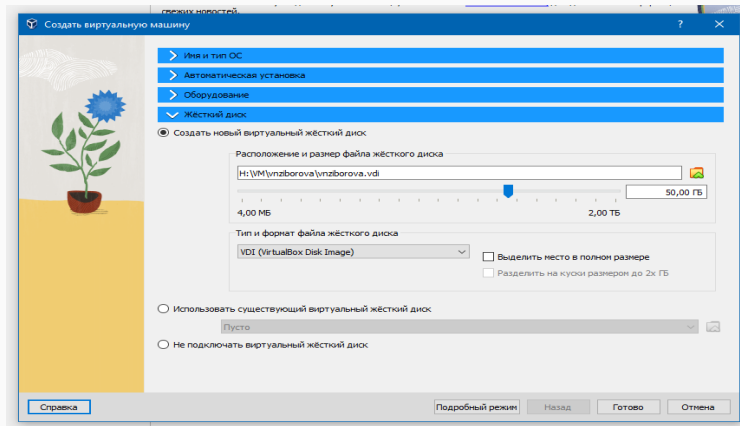 свежих новостей.
Создать виртуальную машину
Имя и тип ОС
Автоматическая установка
Оборудование
Жёсткий диск
Создать новый виртуальный жёсткий диск
Расположение и размер файла жёсткого диска
H:\VM\vnziborova\vnziborova.vdi
50,00 ГБ
4,00 МБ 2,00 ТБ
Тип и формат файла жёсткого диска
VDI (VirtualBox Disk Image)
Выделить место в полном размере
Разделить на куски размером до 2х ГБ
Использовать существующий виртуальный жёсткий диск
Пусто
Не подключать виртуальный жёсткий диск
Справка Подробный режим Назад Готово Отмена